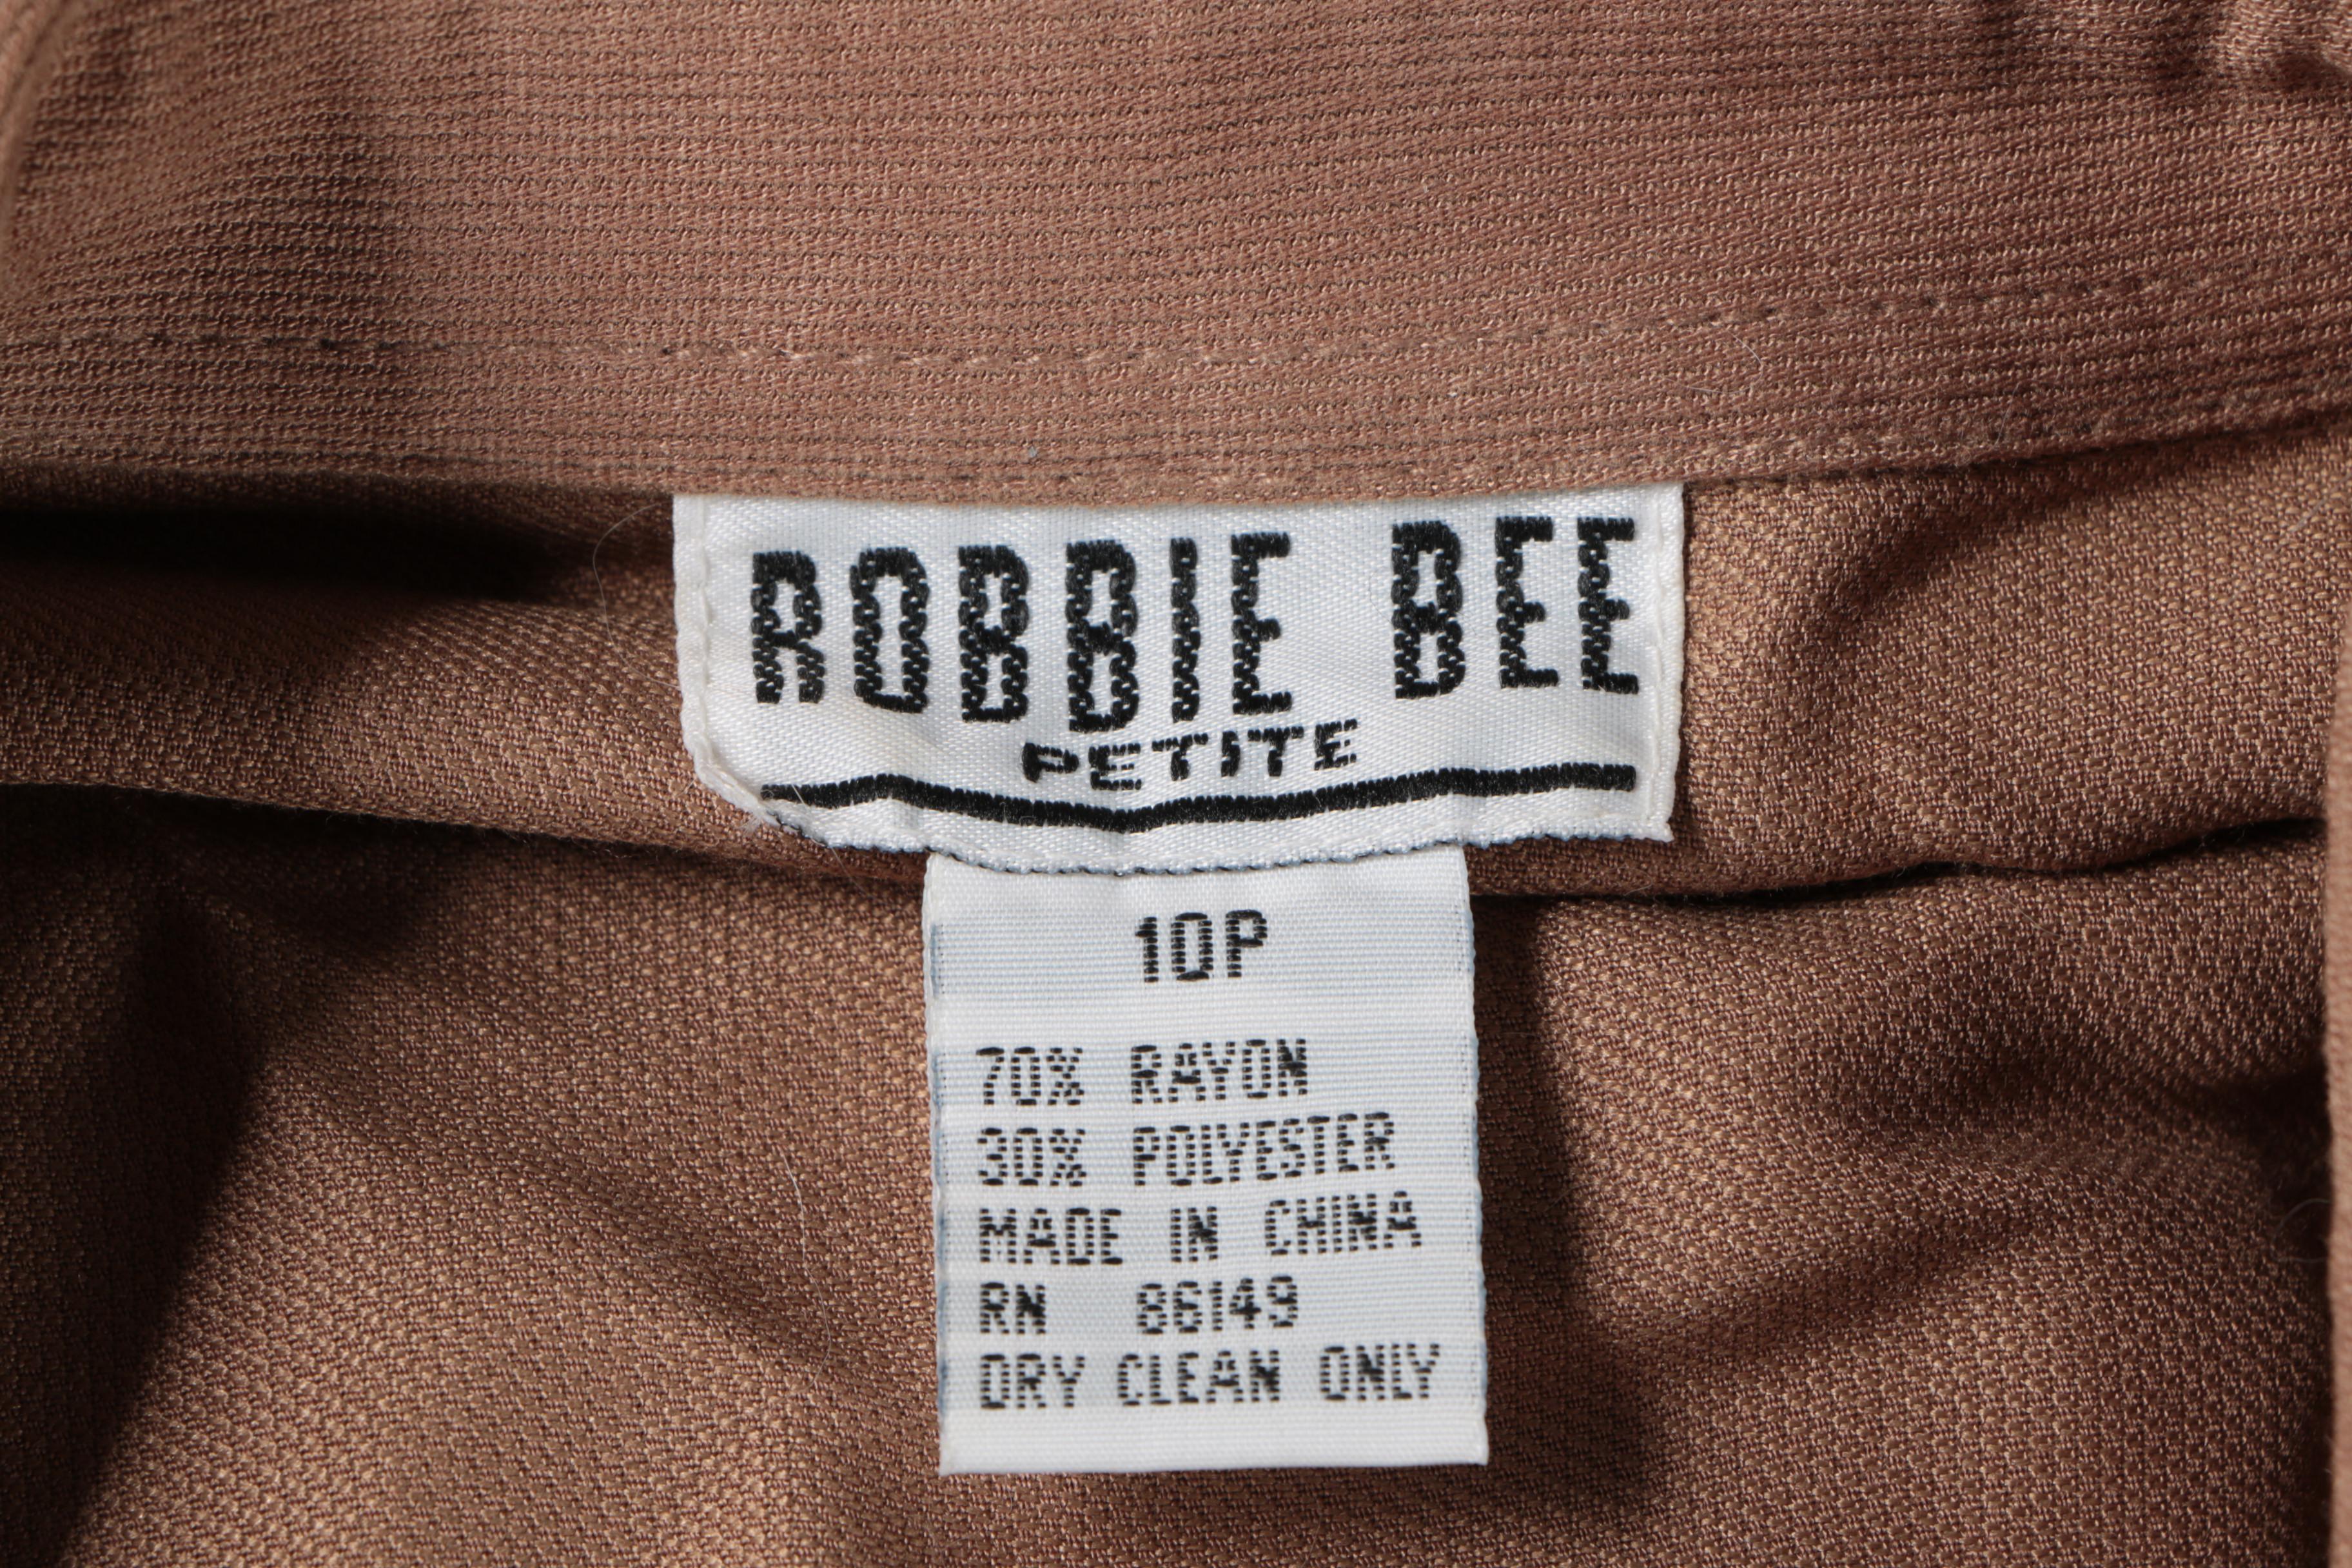 ROBBIE BEE
PETITE
10P
70% RAYON
30% POLYESTER
MADE IN CHINA
RN 86149
DRY CLEAN ONLY